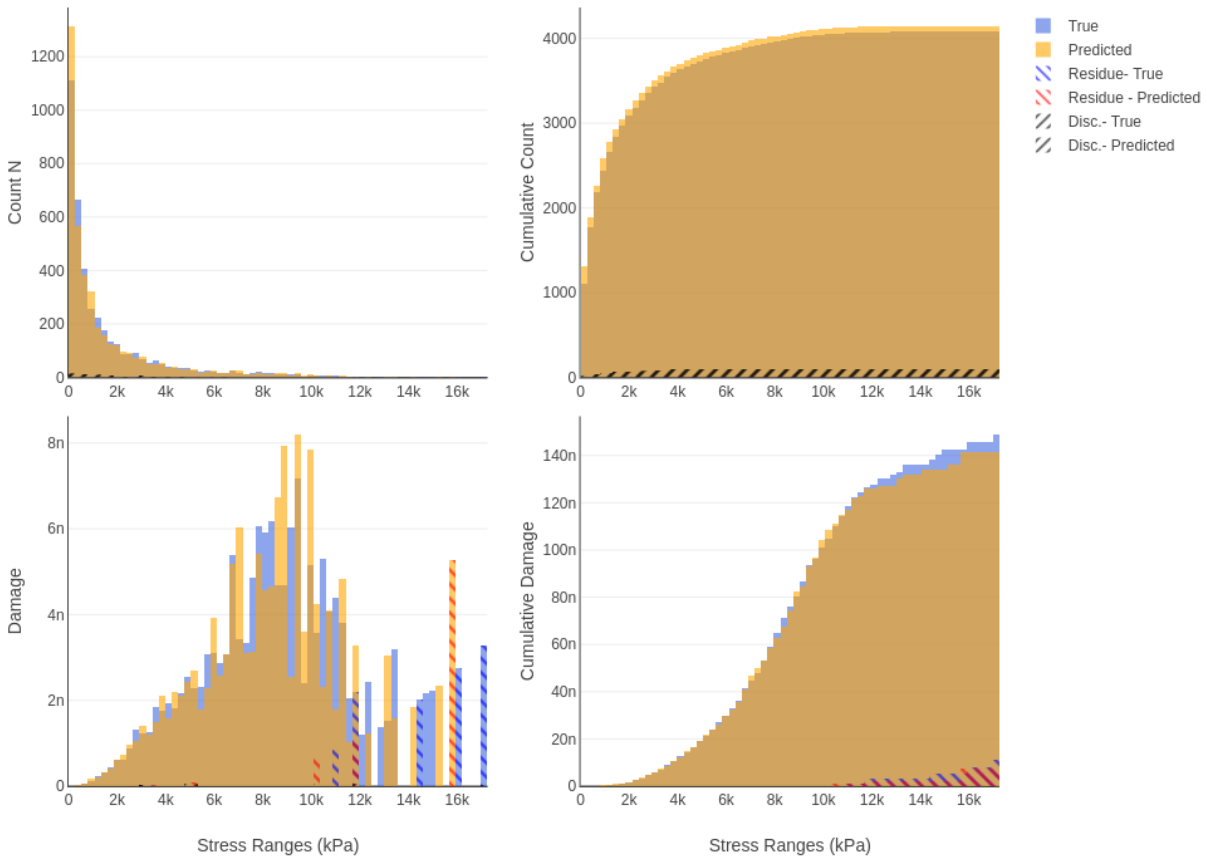 Count N
1200
1000
800
600
400
200
0
0 2k 4k 6k 8k 10k 12k 14k 16k
Cumulative Count
4000
3000
2000
1000
0
0 2k 4k 6k 8k 10k 12k 14k 16k
True
Predicted
Residue- True
Residue - Predicted
Disc.- True
Disc.- Predicted
Damage
8n
6n
4n
2n
0
0 2k 4k 6k 8k 10k 12k 14k 16k
Stress Ranges (kPa)
Cumulative Damage
140n
120n
100n
80n
60n
40n
20n
0
0 2k 4k 6k 8k 10k 12k 14k 16k
Stress Ranges (kPa)